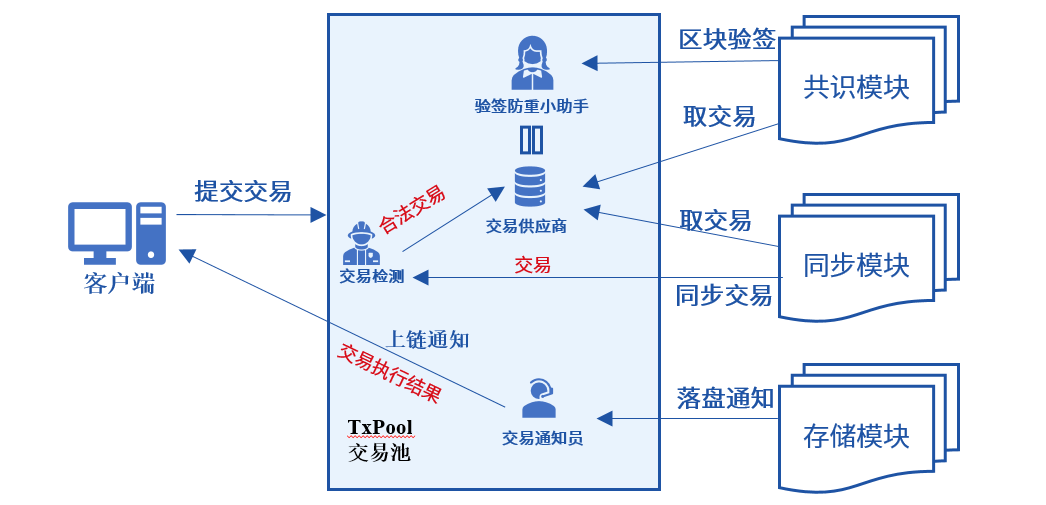 区块验签
共识模块
验签防重小助手
取交易
提交交易
合法交易
交易供应商
取交易
同步模块
客户端
交易检测
交易
同步交易
上链通知
交易执行结果
落盘通知
存储模块
TxPool
交易池
交易通知员